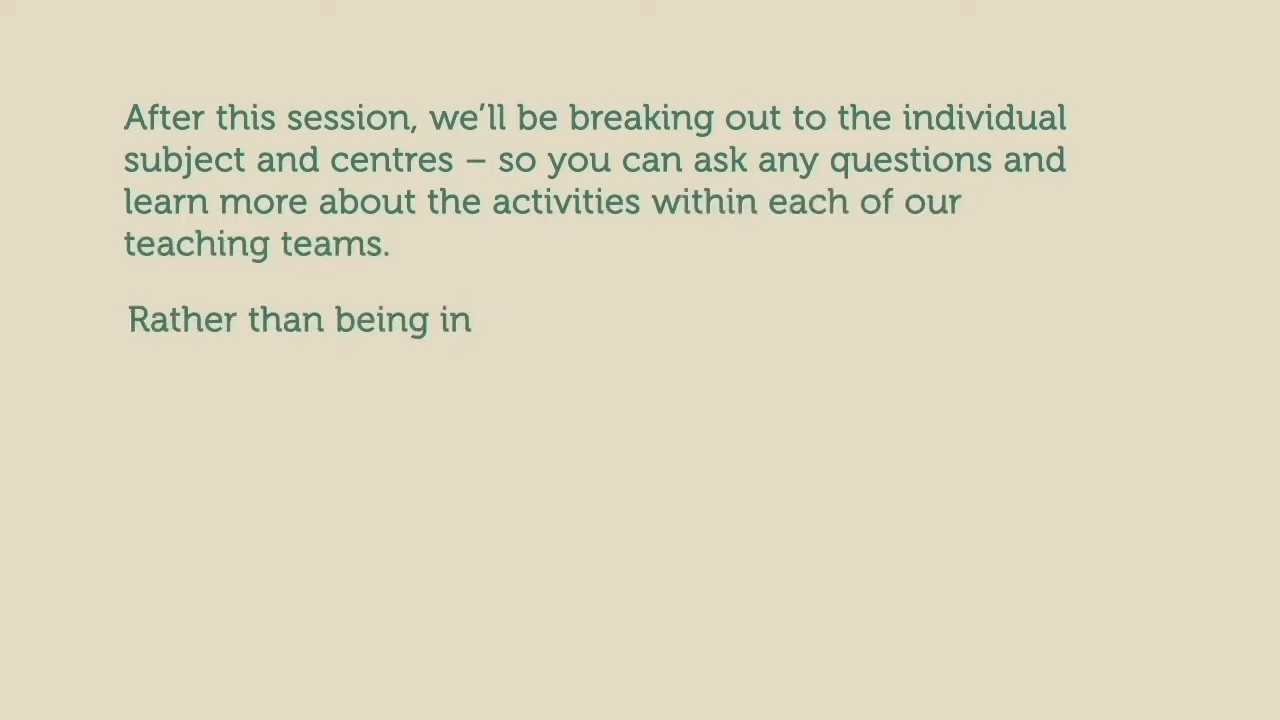 After this session, we’ll be breaking out to the individual
subject and centres – so you can ask any questions and
learn more about the activities within each of our
teaching teams.
Rather than being in